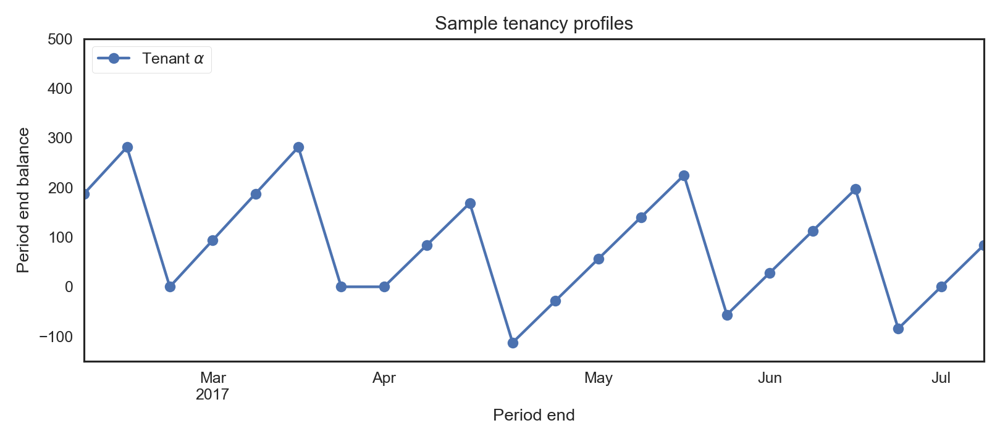 Sample tenancy profiles
Tenant α
500
400
300
200
100
0
−100
Period end balance
Mar
2017
Apr
May
Jun
Jul
Period end